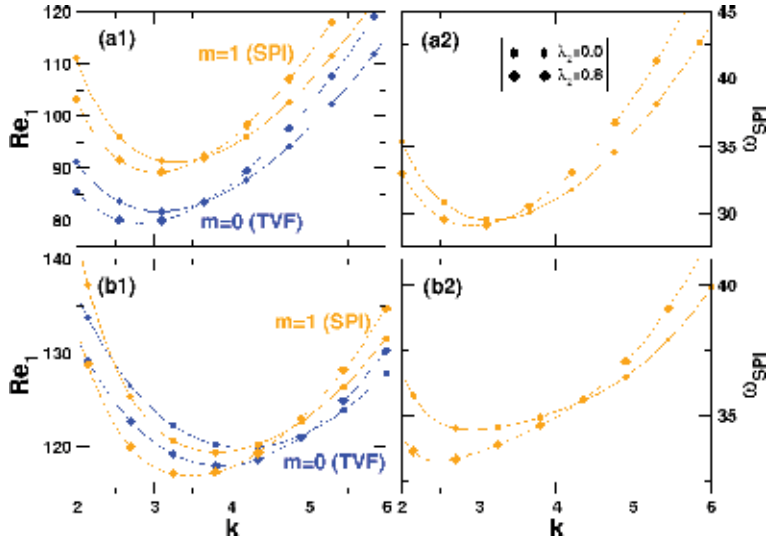 120
110
100
90
80
Re₁
(a1)
m=1 (SPI)
m=0 (TVF)
(a2)
λ₂=0.0
λ₂=0.8
45
40
35
30
ω_SPI
140
130
120
Re₁
(b1)
m=1 (SPI)
m=0 (TVF)
2 3 4 5 6
k
(b2)
40
35
ω_SPI
2 3 4 5 6
k